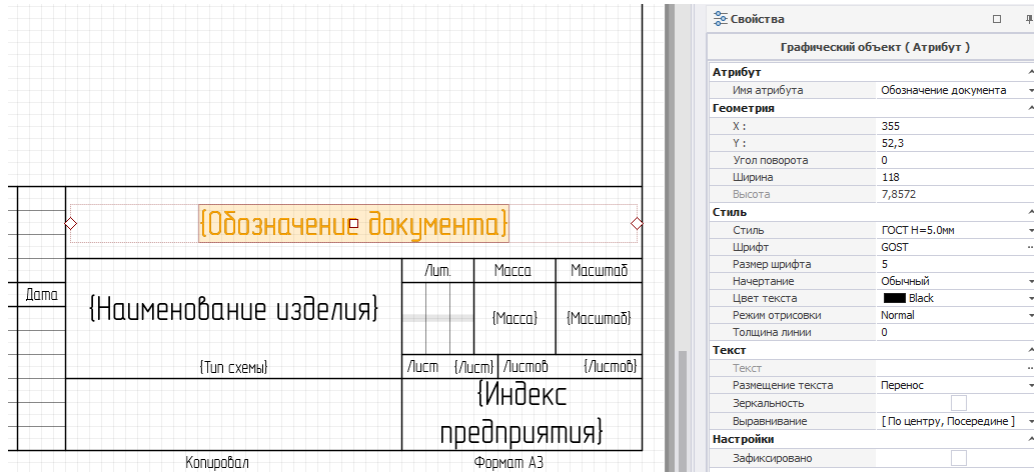 Свойства
Графический объект ( Атрибут )
Атрибут
Имя атрибута Обозначение документа
Геометрия
X : 355
Y : 52,3
Угол поворота 0
Ширина 118
Высота 7,8572
Стиль
Стиль ГОСТ H=5.0мм
Шрифт GOST ...
Размер шрифта 5
Начертание Обычный
Цвет текста Black
Режим отрисовки Normal
Толщина линии 0
Текст
Текст ...
Размещение текста Перенос
Зеркальность
Выравнивание [ По центру, Посередине ]
Настройки
Зафиксировано
{Обозначение документа}
Лит. Масса Масштаб
Дата
{Наименование изделия}
{Масса} {Масштаб}
{Тип схемы}
Лист {Лист} Листов {Листов}
{Индекс
предприятия}
Копировал Формат А3